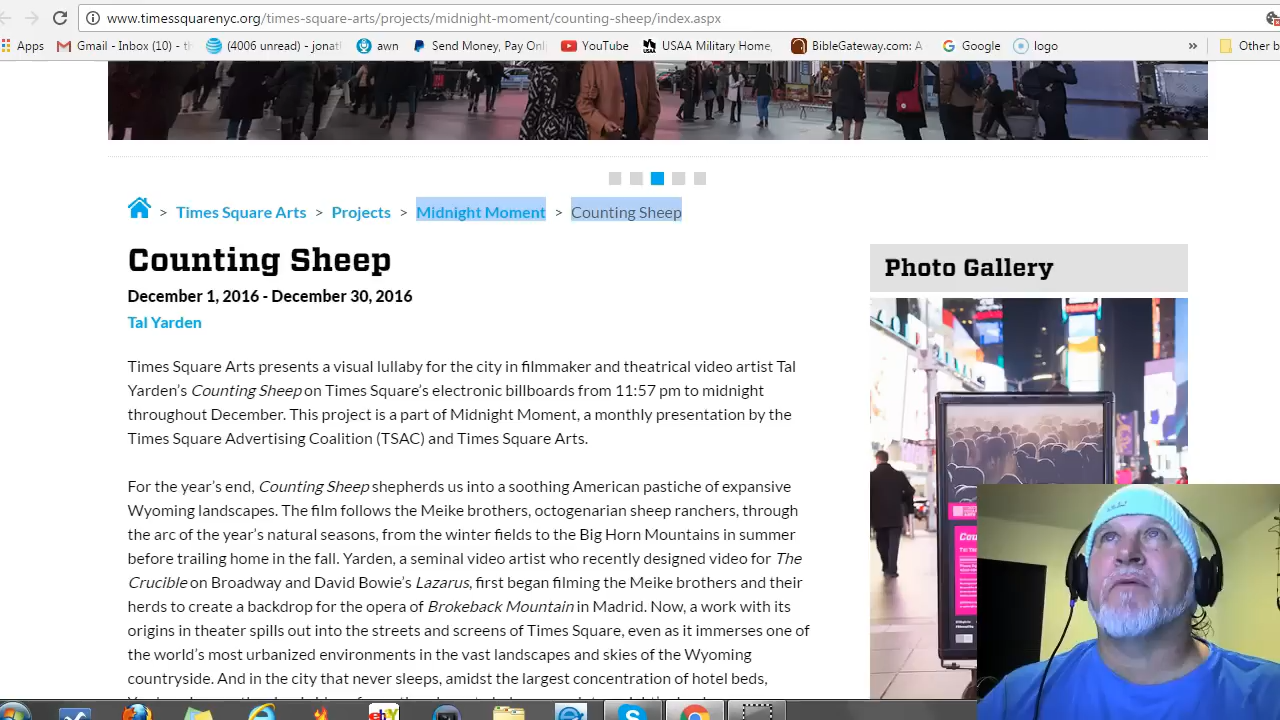 www.timessquarenyc.org/times-square-arts/projects/midnight-moment/counting-sheep/index.aspx
Apps Gmail - Inbox (10) - th (4006 unread) - jonat awn Send Money, Pay Onl YouTube USAA Military Home, BibleGateway.com: A Google logo » Other b
> Times Square Arts > Projects > Midnight Moment > Counting Sheep
Counting Sheep
December 1, 2016 - December 30, 2016
Tal Yarden
Times Square Arts presents a visual lullaby for the city in filmmaker and theatrical video artist Tal
Yarden’s Counting Sheep on Times Square’s electronic billboards from 11:57 pm to midnight
throughout December. This project is a part of Midnight Moment, a monthly presentation by the
Times Square Advertising Coalition (TSAC) and Times Square Arts.
For the year’s end, Counting Sheep shepherds us into a soothing American pastiche of expansive
Wyoming landscapes. The film follows the Meike brothers, octogenarian sheep ranchers, through
the arc of the year’s natural seasons, from the winter fields to the Big Horn Mountains in summer
before trailing home in the fall. Yarden, a seminal video artist who recently designed video for The
Crucible on Broadway and David Bowie’s Lazarus, first began filming the Meike brothers and their
herds to create a backdrop for the opera of Brokeback Mountain in Madrid. Now, a work with its
origins in theater spills out into the streets and screens of Times Square, even as it immerses one of
the world’s most urbanized environments in the vast landscapes and skies of the Wyoming
countryside. And in the city that never sleeps, amidst the largest concentration of hotel beds,
Photo Gallery
ebY